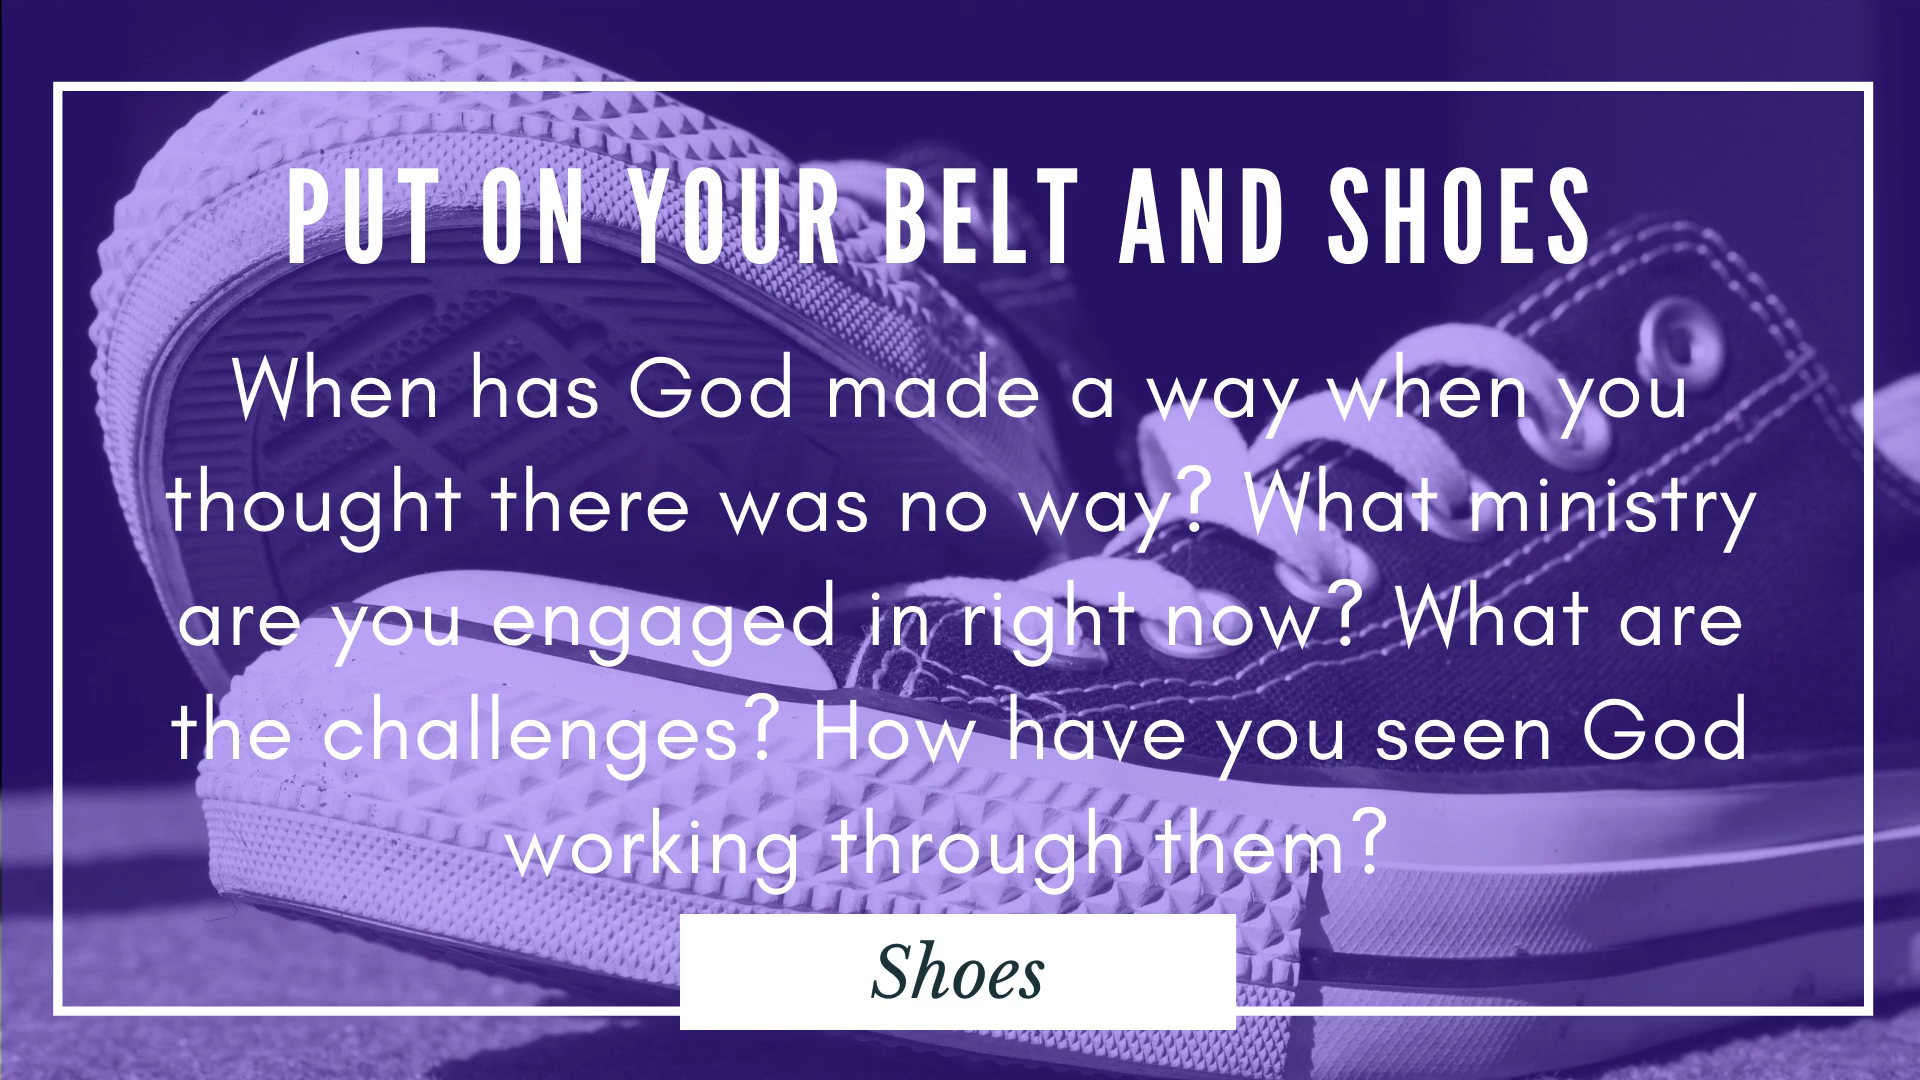 PUT ON YOUR BELT AND SHOES
When has God made a way when you
thought there was no way? What ministry
are you engaged in right now? What are
the challenges? How have you seen God
working through them?
Shoes